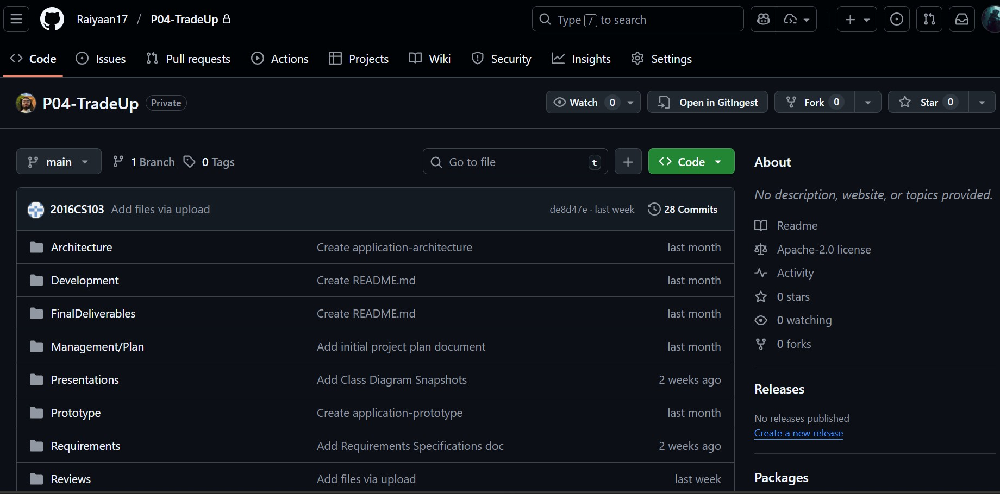 Raiyaan17 / P04-TradeUp
Type / to search
Code Issues Pull requests Actions Projects Wiki Security Insights Settings
P04-TradeUp Private
Watch 0 Open in GitIngest Fork 0 Star 0
main 1 Branch 0 Tags
Go to file t
Code
2016CS103 Add files via upload de8d47e · last week 28 Commits
Architecture Create application-architecture last month
Development Create README.md last month
FinalDeliverables Create README.md last month
Management/Plan Add initial project plan document last month
Presentations Add Class Diagram Snapshots 2 weeks ago
Prototype Create application-prototype last month
Requirements Add Requirements Specifications doc 2 weeks ago
Reviews Add files via upload last week
About
No description, website, or topics provided.
Readme
Apache-2.0 license
Activity
0 stars
0 watching
0 forks
Releases
No releases published
Create a new release
Packages